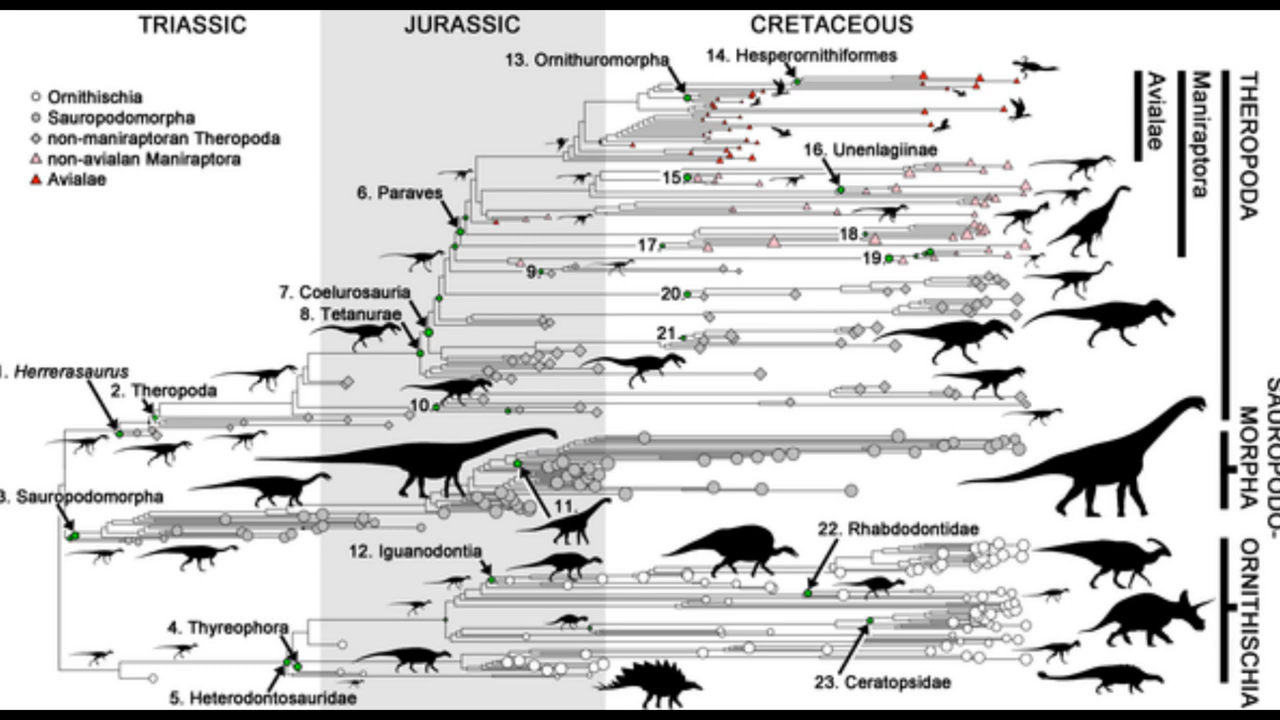 TRIASSIC
JURASSIC
CRETACEOUS
13. Ornithuromorpha
14. Hesperornithiformes
Ornithischia
Sauropodomorpha
non-maniraptoran Theropoda
non-avialan Maniraptora
Avialae
16. Unenlagiinae
15.
6. Paraves
17.
18.
19.
9.
7. Coelurosauria
20.
8. Tetanurae
21.
1. Herrerasaurus
2. Theropoda
10.
3. Sauropodomorpha
11.
12. Iguanodontia
22. Rhabdodontidae
4. Thyreophora
5. Heterodontosauridae
23. Ceratopsidae
Avialae
Maniraptora
THEROPODA
SAUROPODO-
MORPHA
ORNITHISCHIA